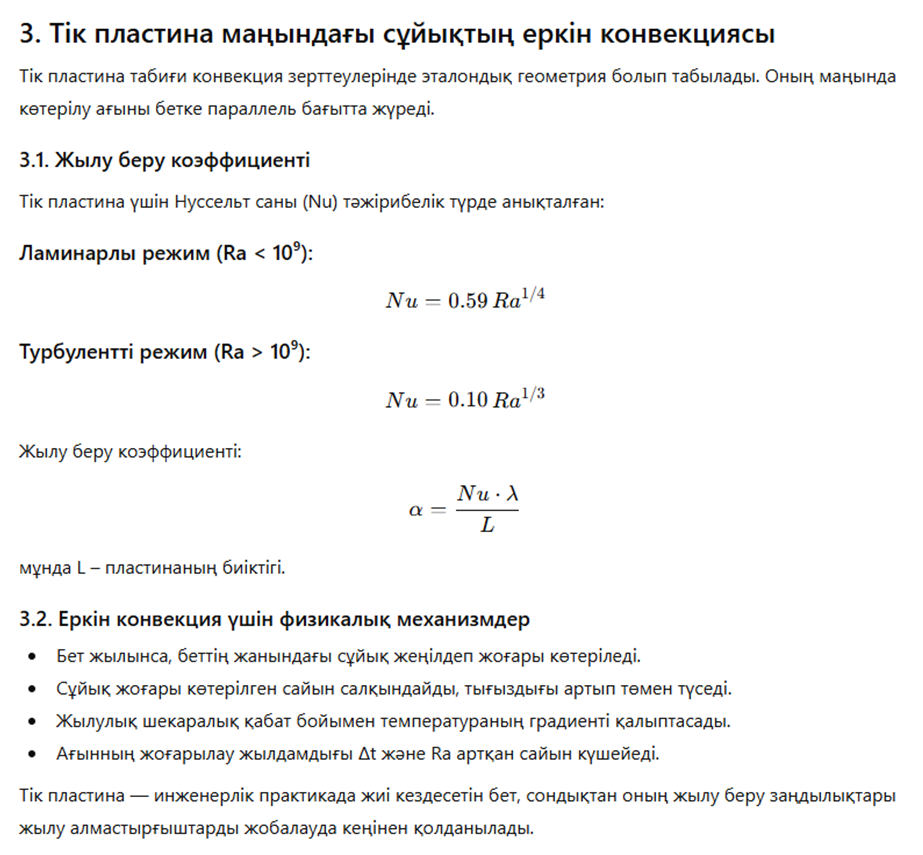 3. Тік пластина маңындағы сұйықтың еркін конвекциясы
Тік пластина табиғи конвекция зерттеулерінде эталондық геометрия болып табылады. Оның маңында
көтерілу ағыны бетке параллель бағытта жүреді.
3.1. Жылу беру коэффициенті
Тік пластина үшін Нуссельт саны (Nu) тәжірибелік түрде анықталған:
Ламинарлы режим (Ra < 10⁹):
Nu = 0.59 Ra^{1/4}
Турбулентті режим (Ra > 10⁹):
Nu = 0.10 Ra^{1/3}
Жылу беру коэффициенті:
α = \frac{Nu · λ}{L}
мұнда L – пластинаның биіктігі.
3.2. Еркін конвекция үшін физикалық механизмдер
• Бет жылынса, беттің жанындағы сұйық жеңілдеп жоғары көтеріледі.
• Сұйық жоғары көтерілген сайын салқындайды, тығыздығы артып төмен түседі.
• Жылулық шекаралық қабат бойымен температураның градиенті қалыптасады.
• Ағынның жоғарылау жылдамдығы Δt және Ra артқан сайын күшейеді.
Тік пластина — инженерлік практикада жиі кездесетін бет, сондықтан оның жылу беру заңдылықтары
жылу алмастырғыштарды жобалауда кеңінен қолданылады.